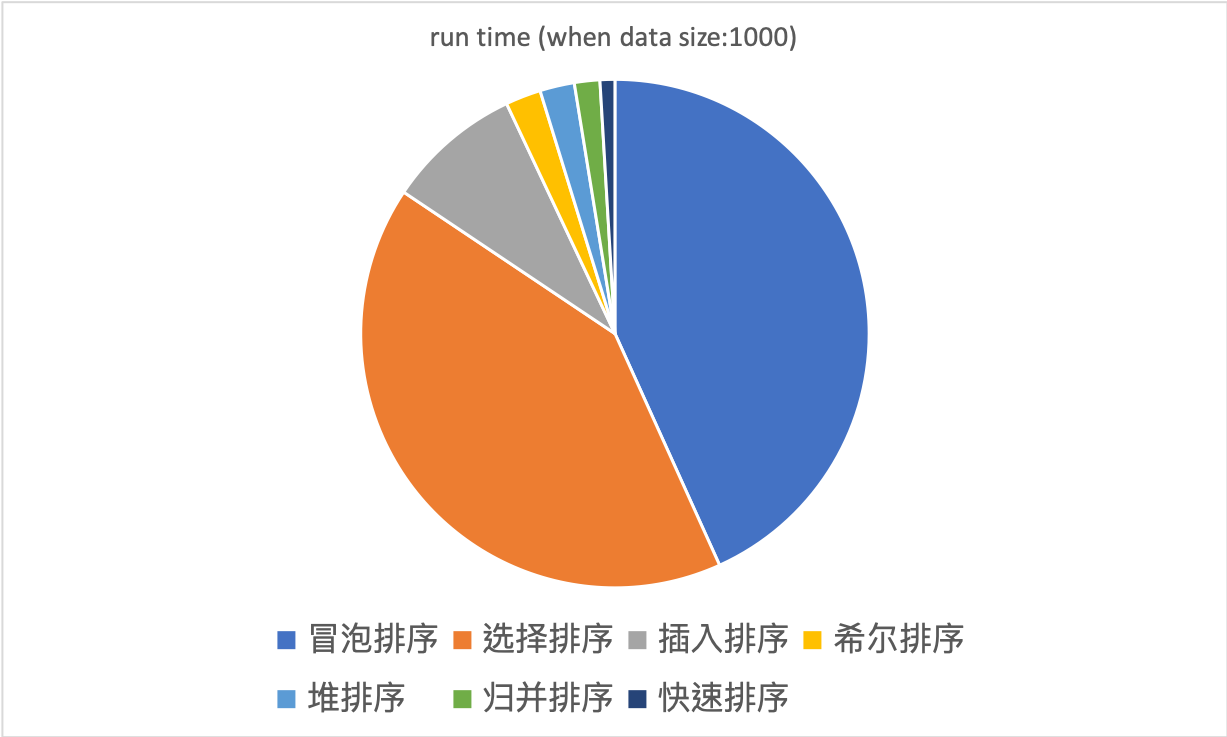 run time (when data size:1000)
冒泡排序 选择排序 插入排序 希尔排序
堆排序 归并排序 快速排序